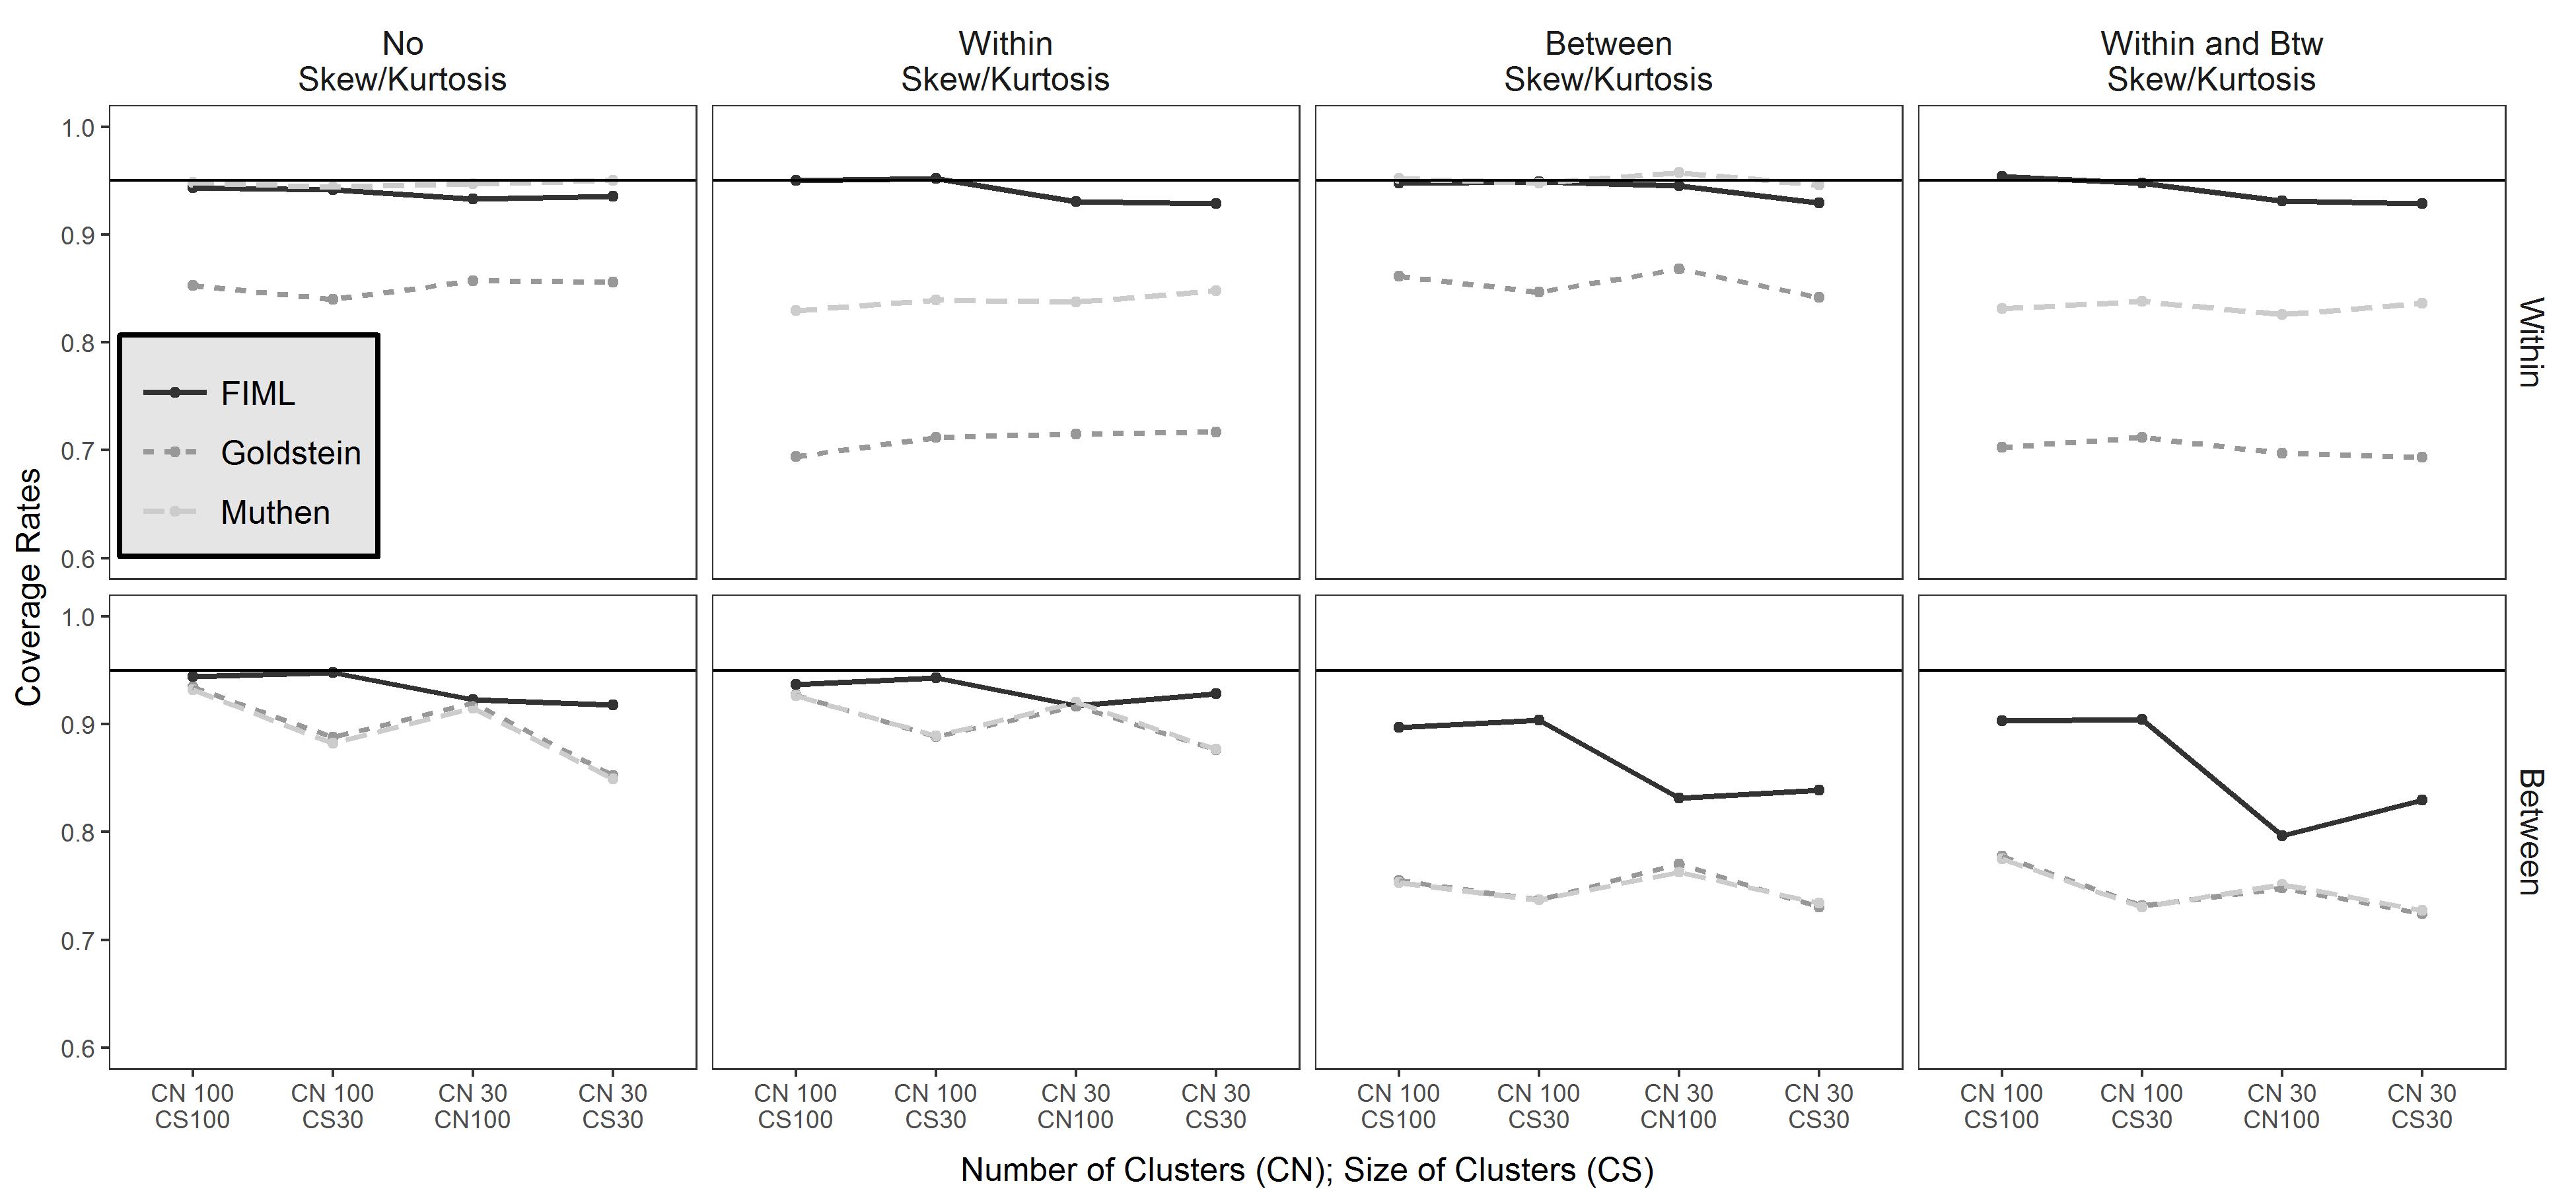 No
Skew/Kurtosis
Within
Skew/Kurtosis
Between
Skew/Kurtosis
Within and Btw
Skew/Kurtosis
Coverage Rates
1.0
0.9
0.8
0.7
0.6
FIML
Goldstein
Muthen
Within
1.0
0.9
0.8
0.7
0.6
Between
CN 100
CS100
CN 100
CS30
CN 30
CN100
CN 30
CS30
CN 100
CS100
CN 100
CS30
CN 30
CN100
CN 30
CS30
CN 100
CS100
CN 100
CS30
CN 30
CN100
CN 30
CS30
CN 100
CS100
CN 100
CS30
CN 30
CN100
CN 30
CS30
Number of Clusters (CN); Size of Clusters (CS)